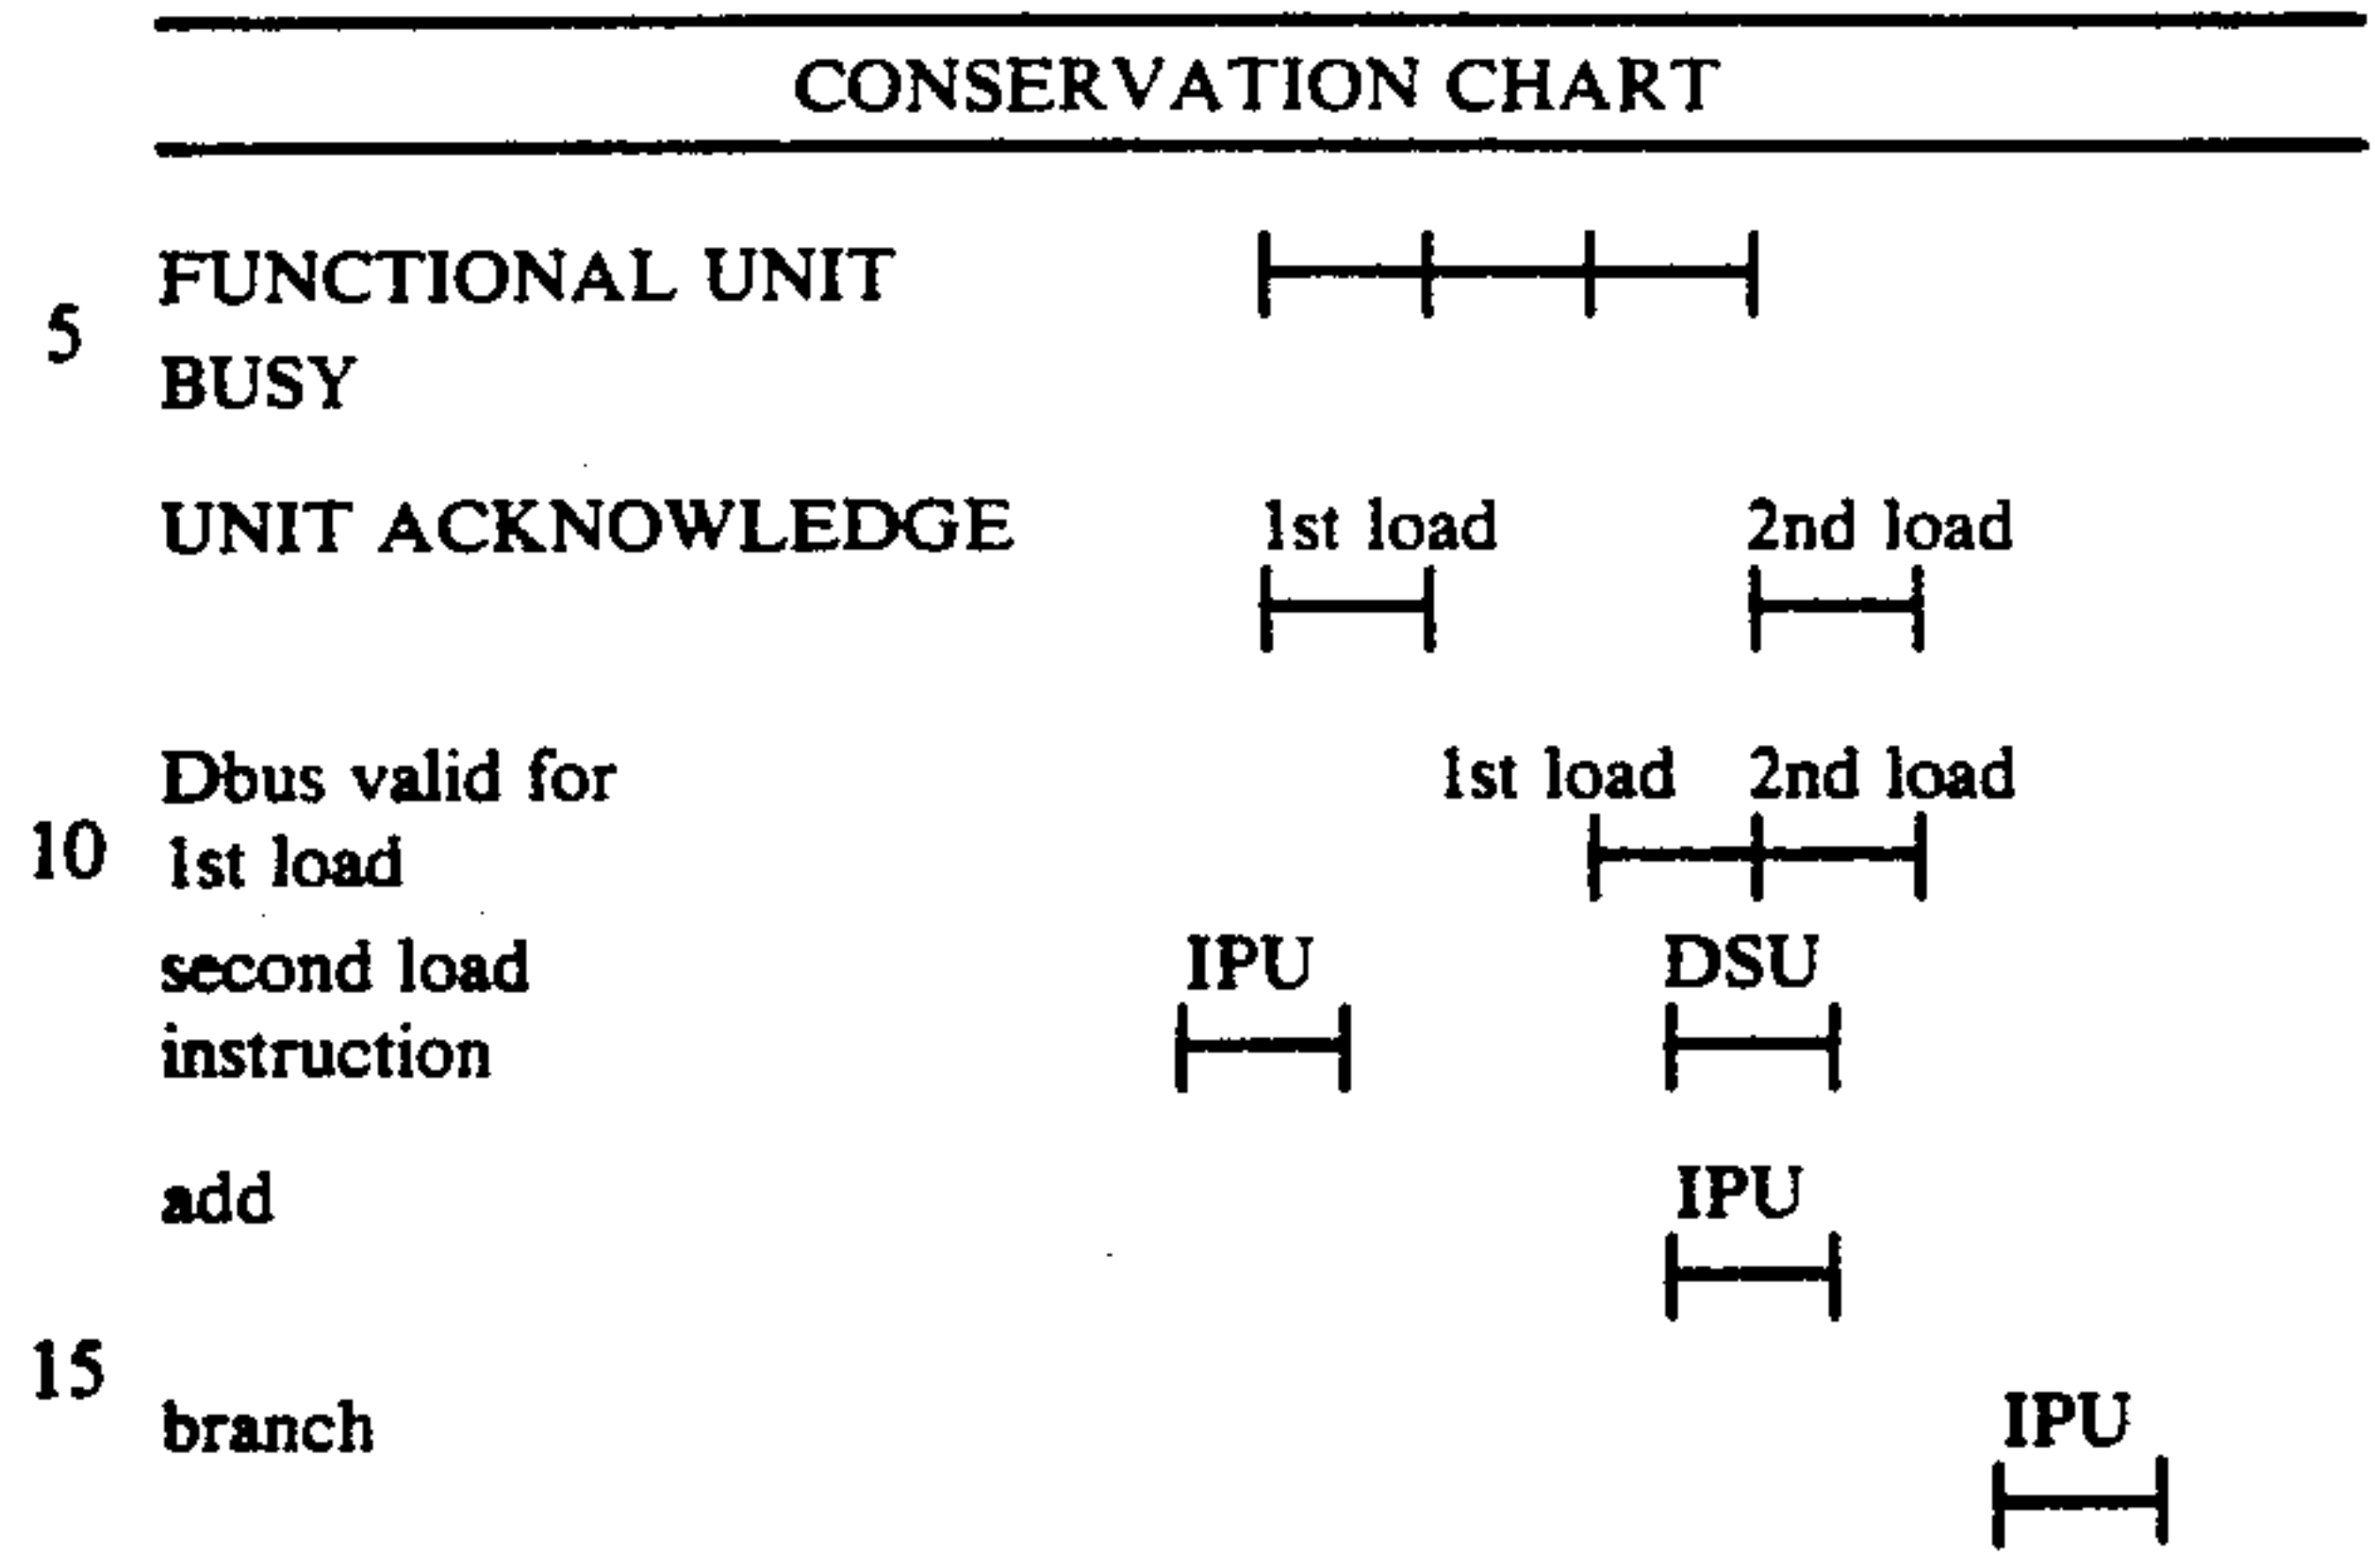 CONSERVATION CHART
FUNCTIONAL UNIT
5
BUSY
UNIT ACKNOWLEDGE 1st load 2nd load
Dbus valid for 1st load 2nd load
10 1st load
second load IPU DSU
instruction
add IPU
15
branch IPU